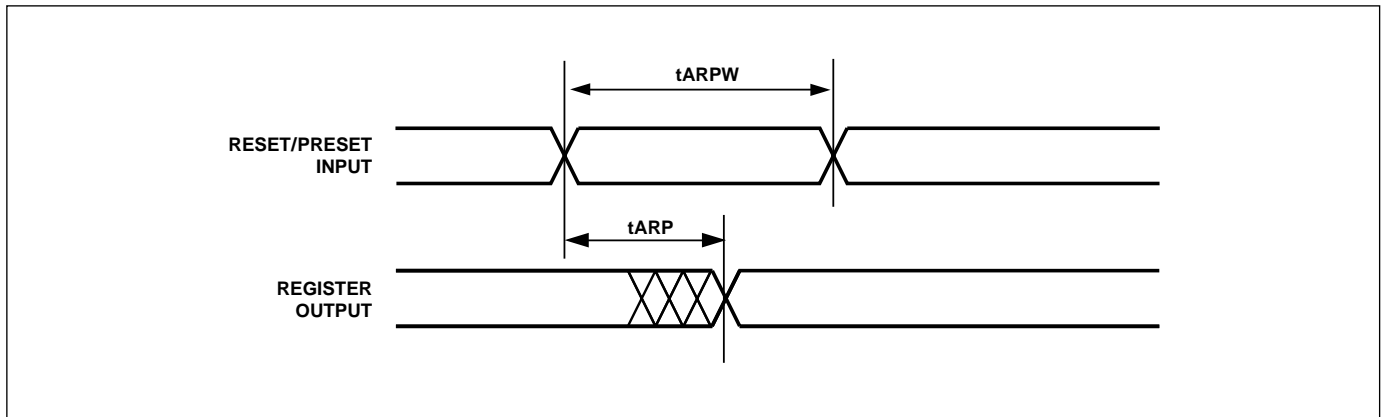 tARPW
RESET/PRESET
INPUT
tARP
REGISTER
OUTPUT